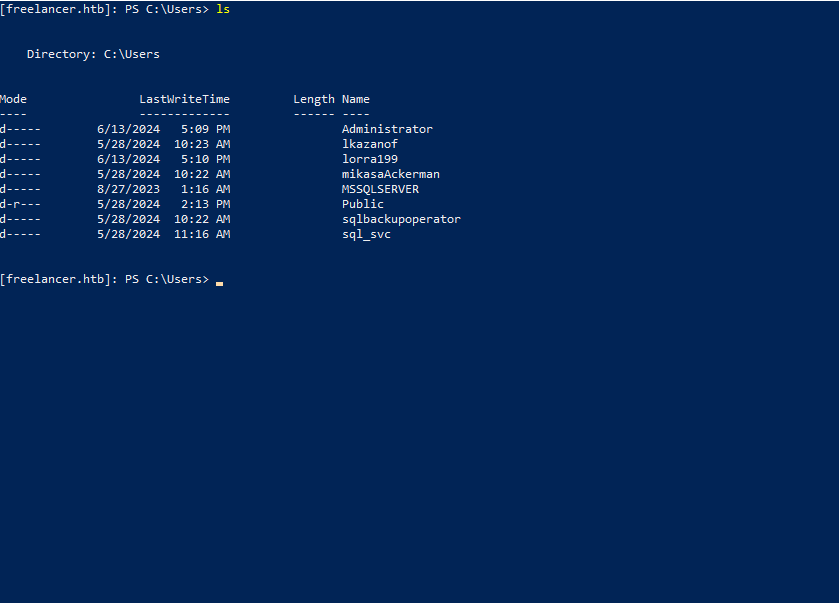 [freelancer.htb]: PS C:\Users> ls
Directory: C:\Users
Mode                LastWriteTime         Length Name
----                -------------         ------ ----
d-----        6/13/2024   5:09 PM                Administrator
d-----        5/28/2024  10:23 AM                lkazanof
d-----        6/13/2024   5:10 PM                lorra199
d-----        5/28/2024  10:22 AM                mikasaAckerman
d-----        8/27/2023   1:16 AM                MSSQLSERVER
d-r---        5/28/2024   2:13 PM                Public
d-----        5/28/2024  10:22 AM                sqlbackupoperator
d-----        5/28/2024  11:16 AM                sql_svc
[freelancer.htb]: PS C:\Users>